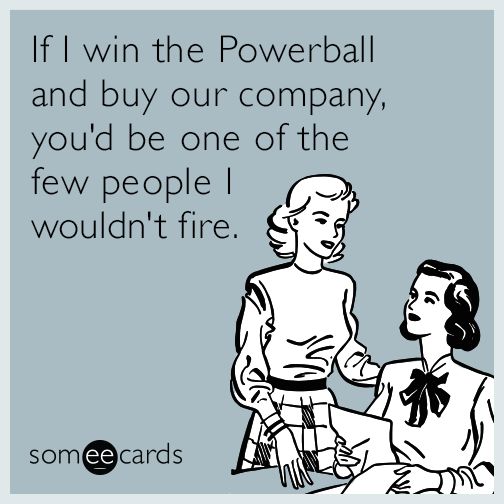 If I win the Powerball
and buy our company,
you'd be one of the
few people I
wouldn't fire.
someecards